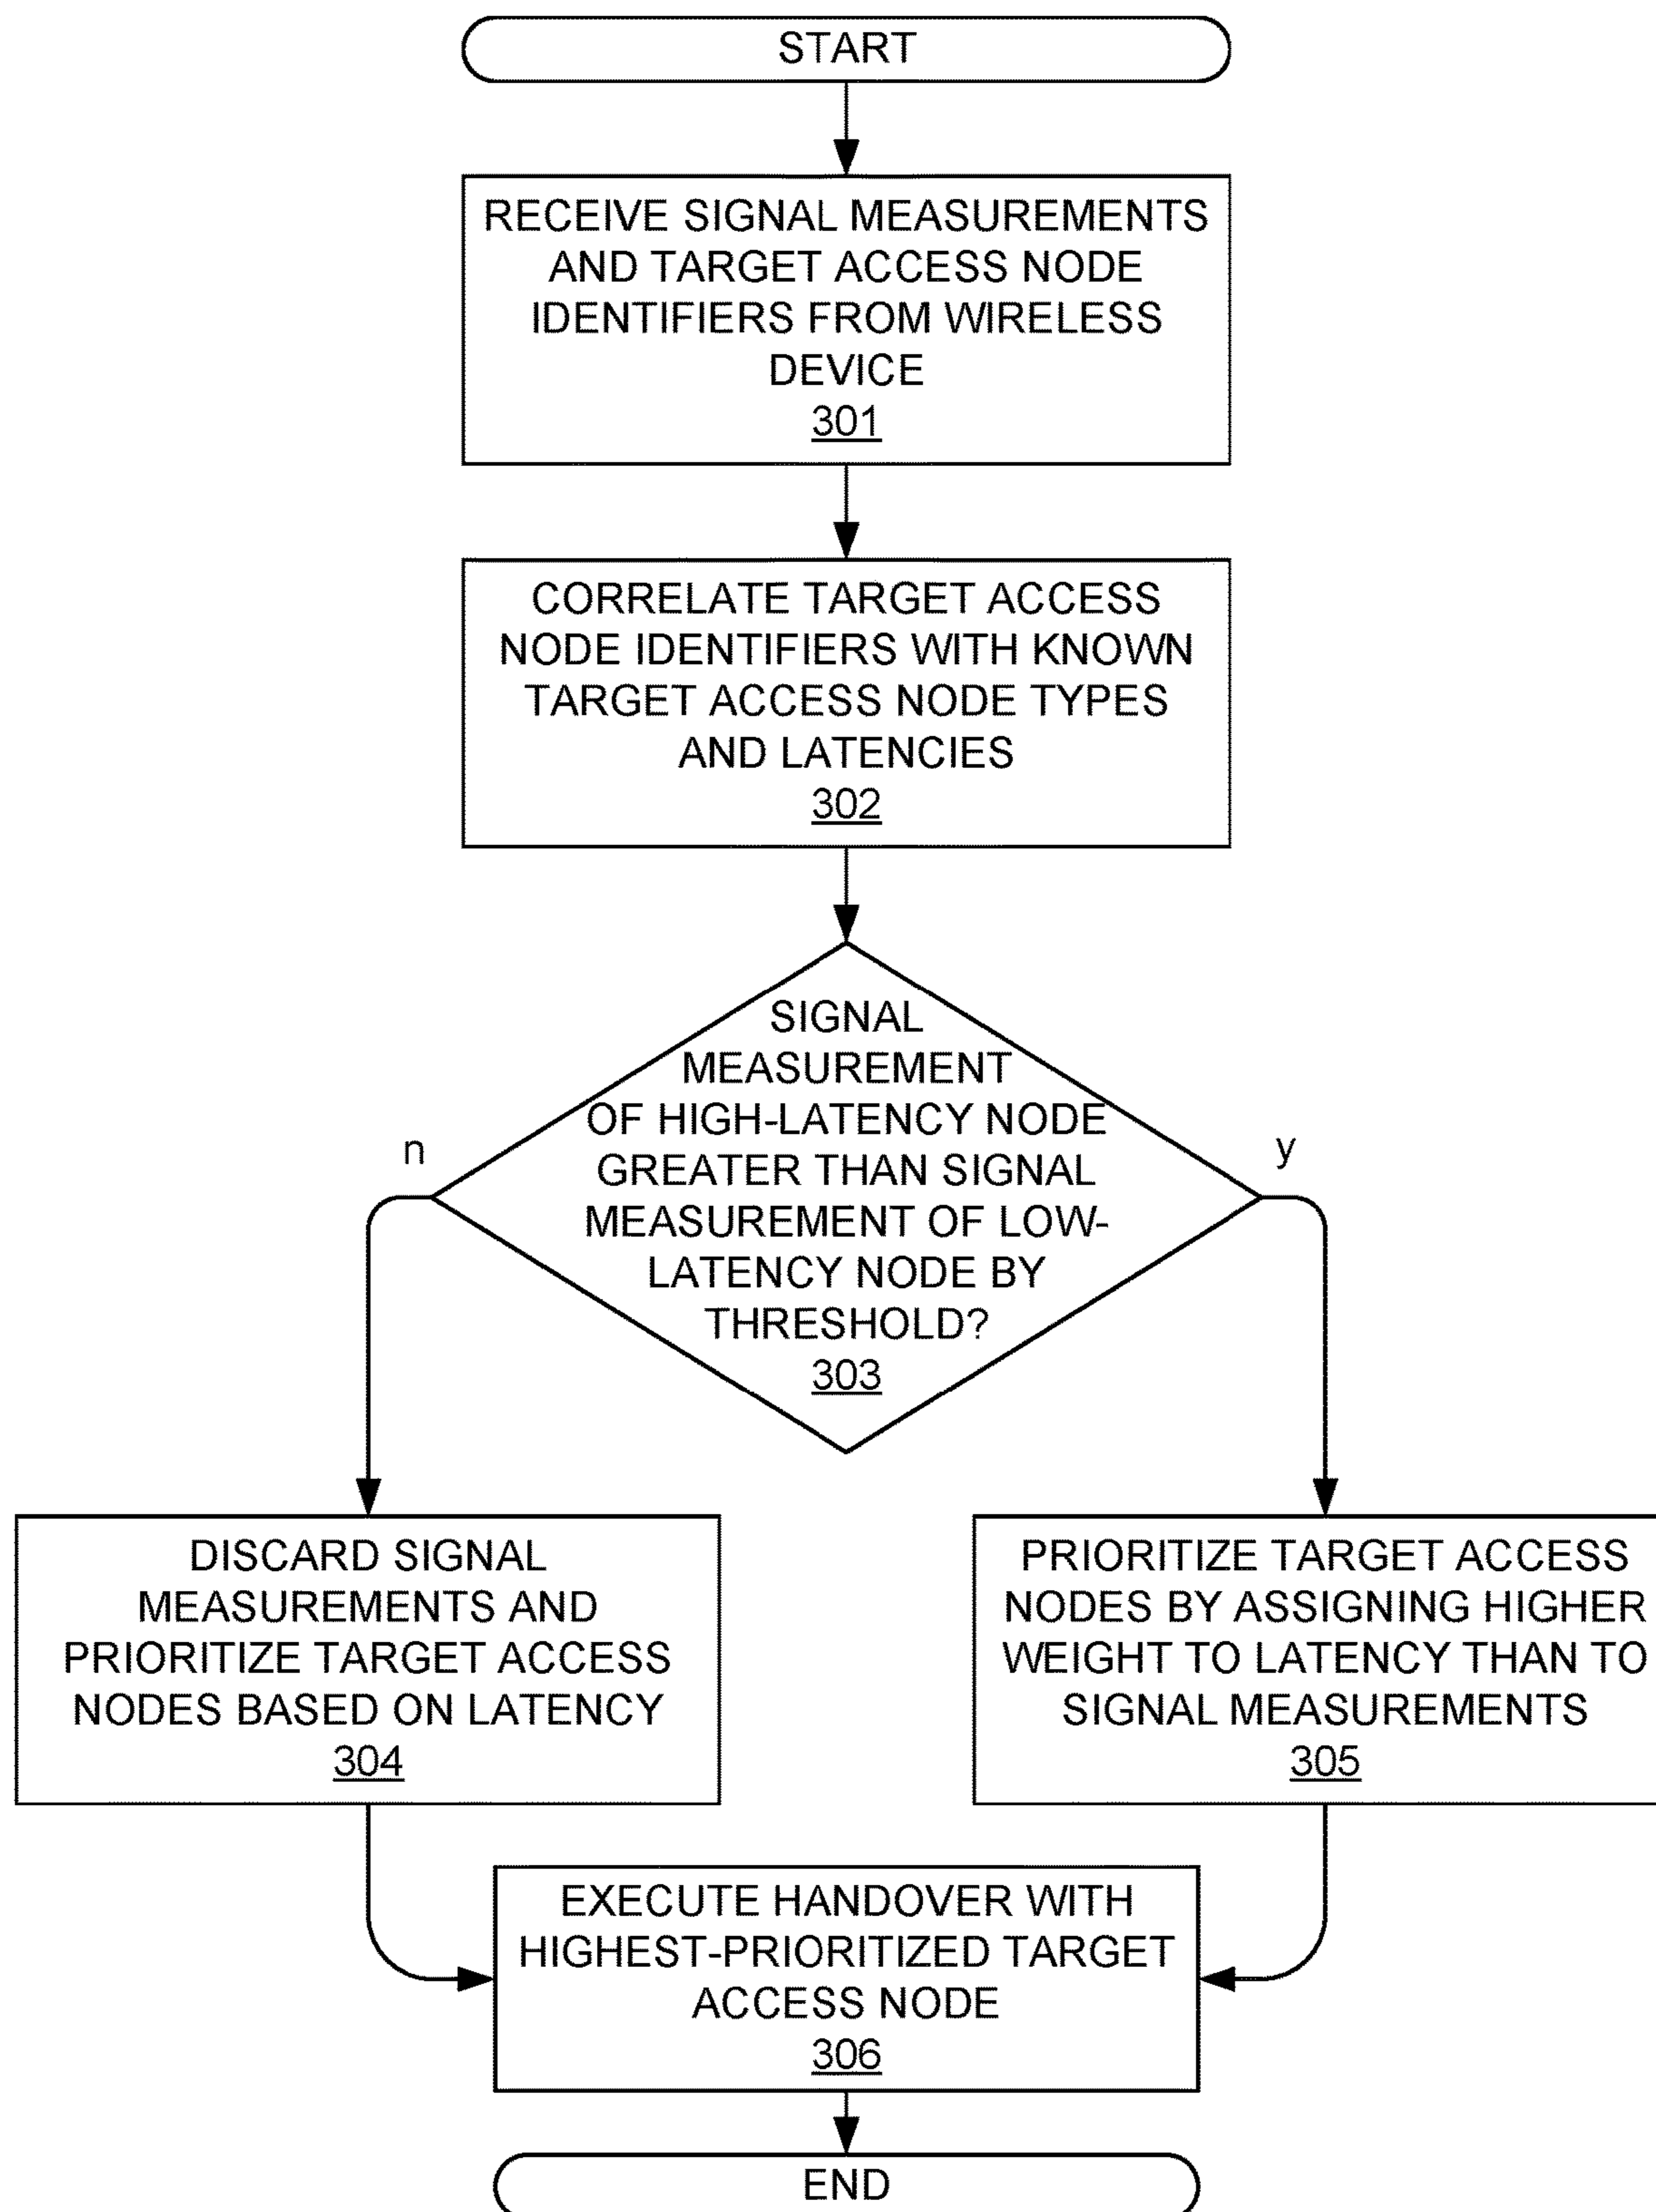 START
RECEIVE SIGNAL MEASUREMENTS
AND TARGET ACCESS NODE
IDENTIFIERS FROM WIRELESS
DEVICE
301
CORRELATE TARGET ACCESS
NODE IDENTIFIERS WITH KNOWN
TARGET ACCESS NODE TYPES
AND LATENCIES
302
SIGNAL
MEASUREMENT
OF HIGH-LATENCY NODE
GREATER THAN SIGNAL
MEASUREMENT OF LOW-
LATENCY NODE BY
THRESHOLD?
303
n
y
DISCARD SIGNAL
MEASUREMENTS AND
PRIORITIZE TARGET ACCESS
NODES BASED ON LATENCY
304
PRIORITIZE TARGET ACCESS
NODES BY ASSIGNING HIGHER
WEIGHT TO LATENCY THAN TO
SIGNAL MEASUREMENTS
305
EXECUTE HANDOVER WITH
HIGHEST-PRIORITIZED TARGET
ACCESS NODE
306
END